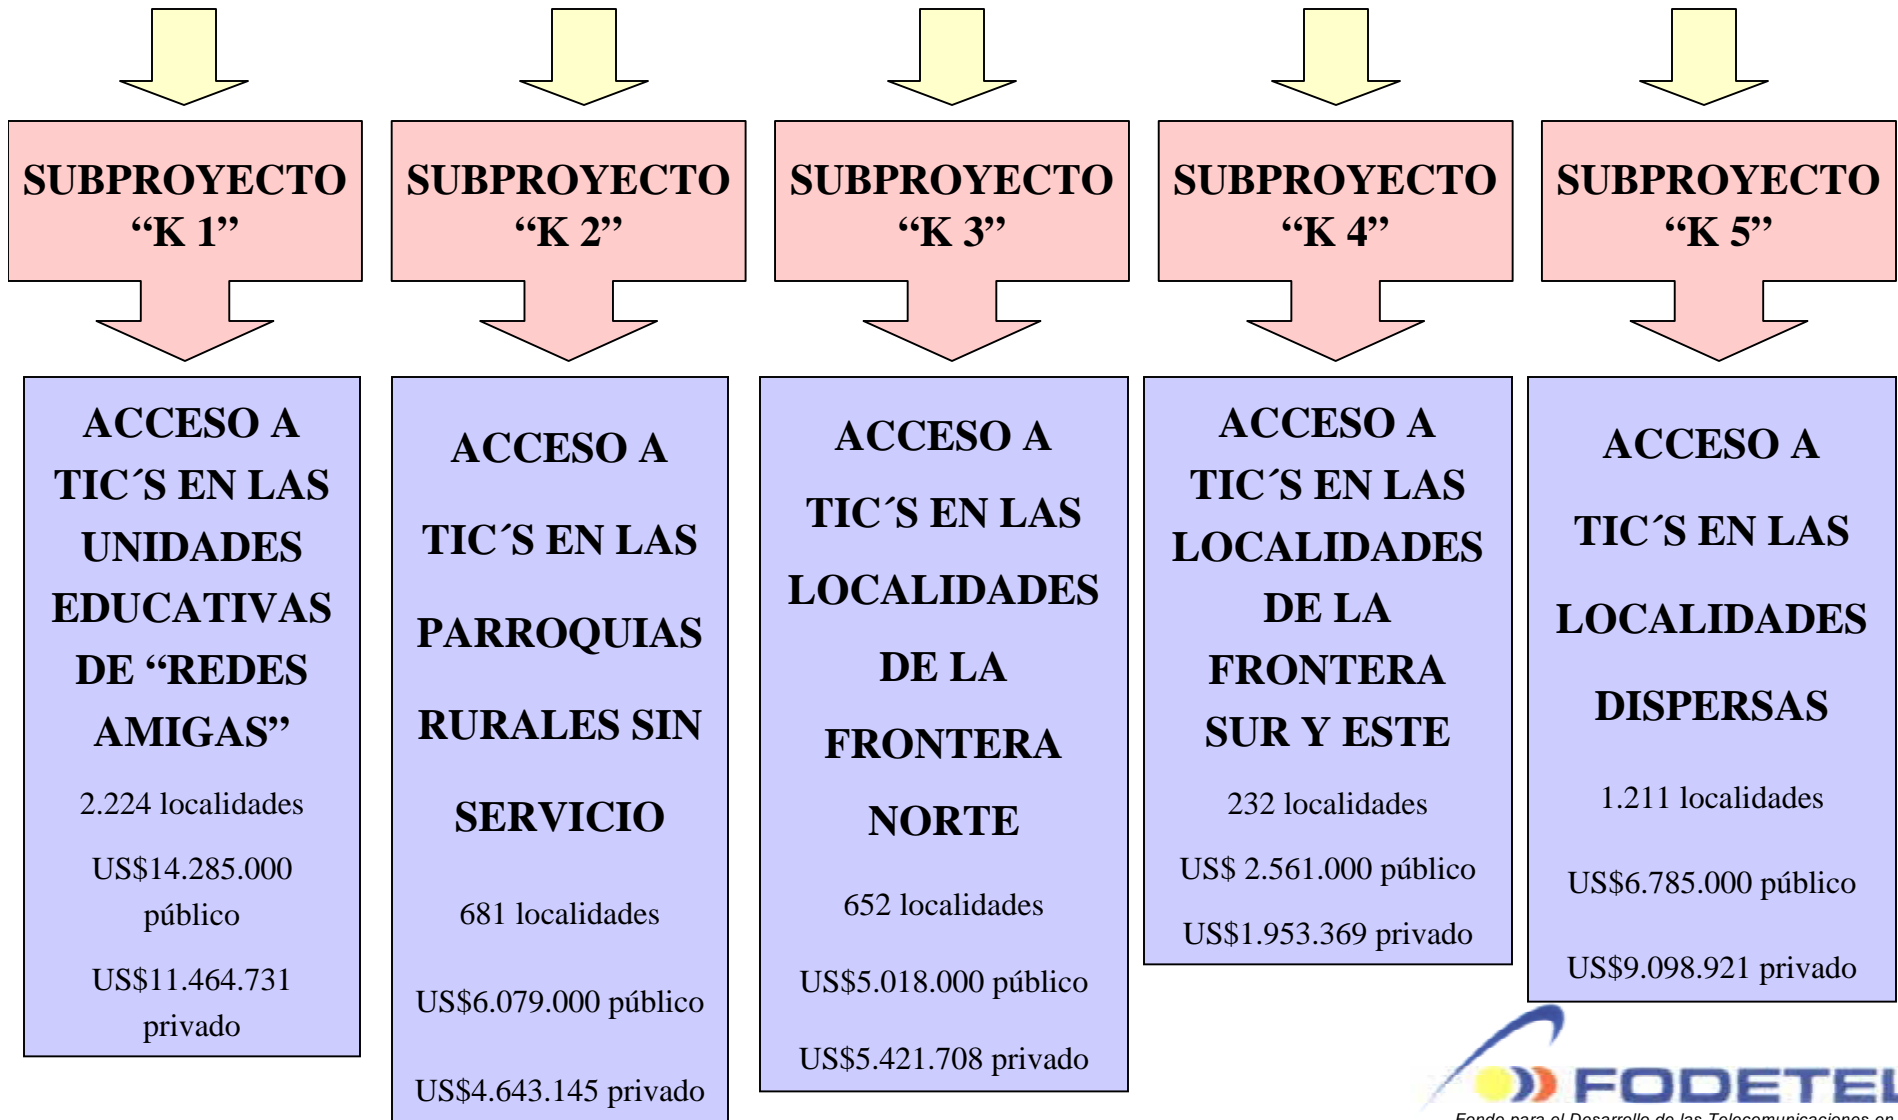 SUBPROYECTO
“K 1”
SUBPROYECTO
“K 2”
SUBPROYECTO
“K 3”
SUBPROYECTO
“K 4”
SUBPROYECTO
“K 5”
ACCESO A
TIC´S EN LAS
UNIDADES
EDUCATIVAS
DE “REDES
AMIGAS”
2.224 localidades
US$14.285.000
público
US$11.464.731
privado
ACCESO A
TIC´S EN LAS
PARROQUIAS
RURALES SIN
SERVICIO
681 localidades
US$6.079.000 público
US$4.643.145 privado
ACCESO A
TIC´S EN LAS
LOCALIDADES
DE LA
FRONTERA
NORTE
652 localidades
US$5.018.000 público
US$5.421.708 privado
ACCESO A
TIC´S EN LAS
LOCALIDADES
DE LA
FRONTERA
SUR Y ESTE
232 localidades
US$ 2.561.000 público
US$1.953.369 privado
ACCESO A
TIC´S EN LAS
LOCALIDADES
DISPERSAS
1.211 localidades
US$6.785.000 público
US$9.098.921 privado
FODETEL
Fondo para el Desarrollo de las Telecomunicaciones en